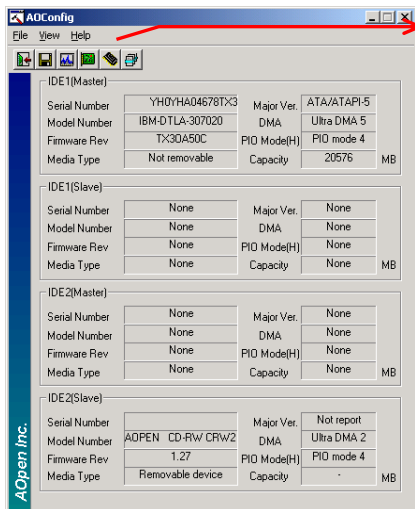 AOConfig
File View Help
IDE1(Master)
Serial Number YH0YHA04678TX3 Major Ver. ATA/ATAPI-5
Model Number IBM-DTLA-307020 DMA Ultra DMA 5
Firmware Rev TX3OA50C PIO Mode(H) PIO mode 4
Media Type Not removable Capacity 20576 MB
IDE1(Slave)
Serial Number None Major Ver. None
Model Number None DMA None
Firmware Rev None PIO Mode(H) None
Media Type None Capacity None MB
IDE2(Master)
Serial Number None Major Ver. None
Model Number None DMA None
Firmware Rev None PIO Mode(H) None
Media Type None Capacity None MB
IDE2(Slave)
Serial Number Major Ver. Not report
Model Number AOPEN CD-RW CRW2 DMA Ultra DMA 2
Firmware Rev 1.27 PIO Mode(H) PIO mode 4
Media Type Removable device Capacity - MB
AOpen Inc.